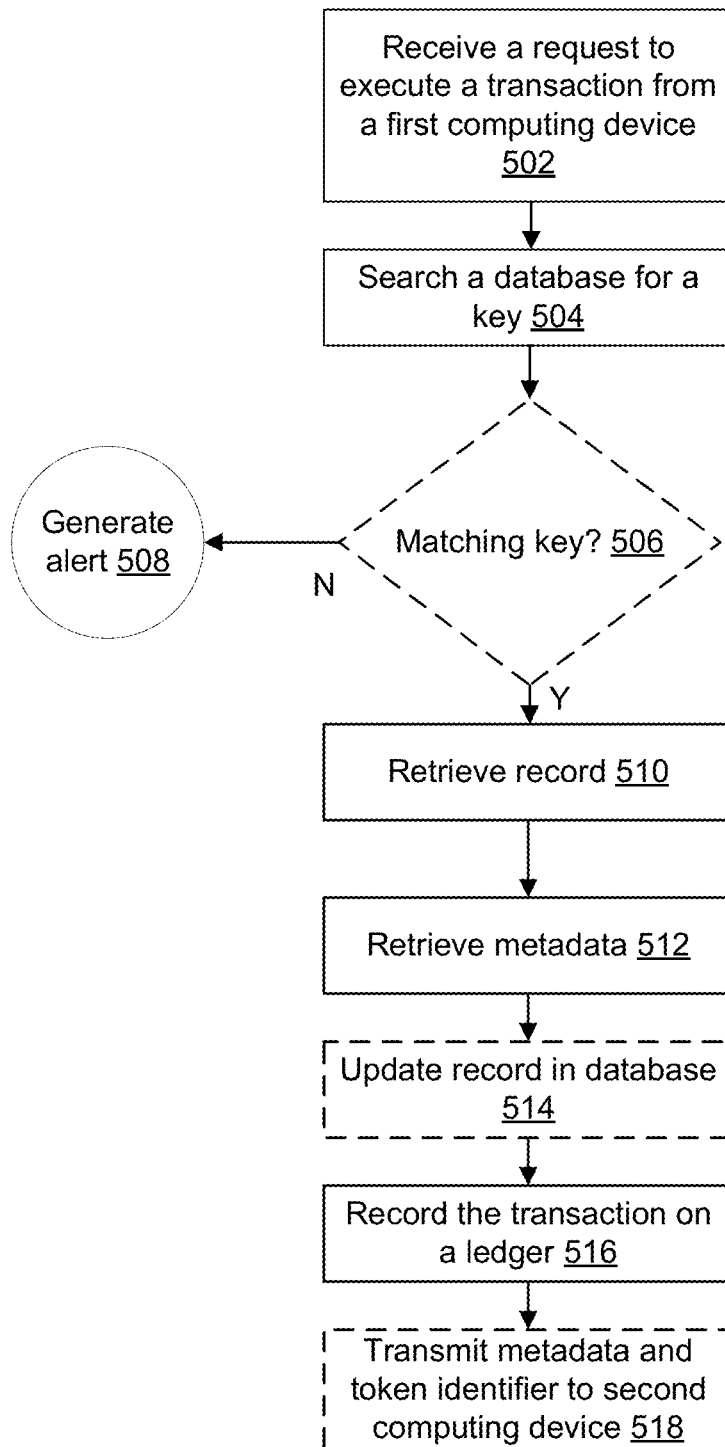 Receive a request to
execute a transaction from
a first computing device
502
Search a database for a
key 504
Matching key? 506
Generate
alert 508
N
Y
Retrieve record 510
Retrieve metadata 512
Update record in database
514
Record the transaction on
a ledger 516
Transmit metadata and
token identifier to second
computing device 518